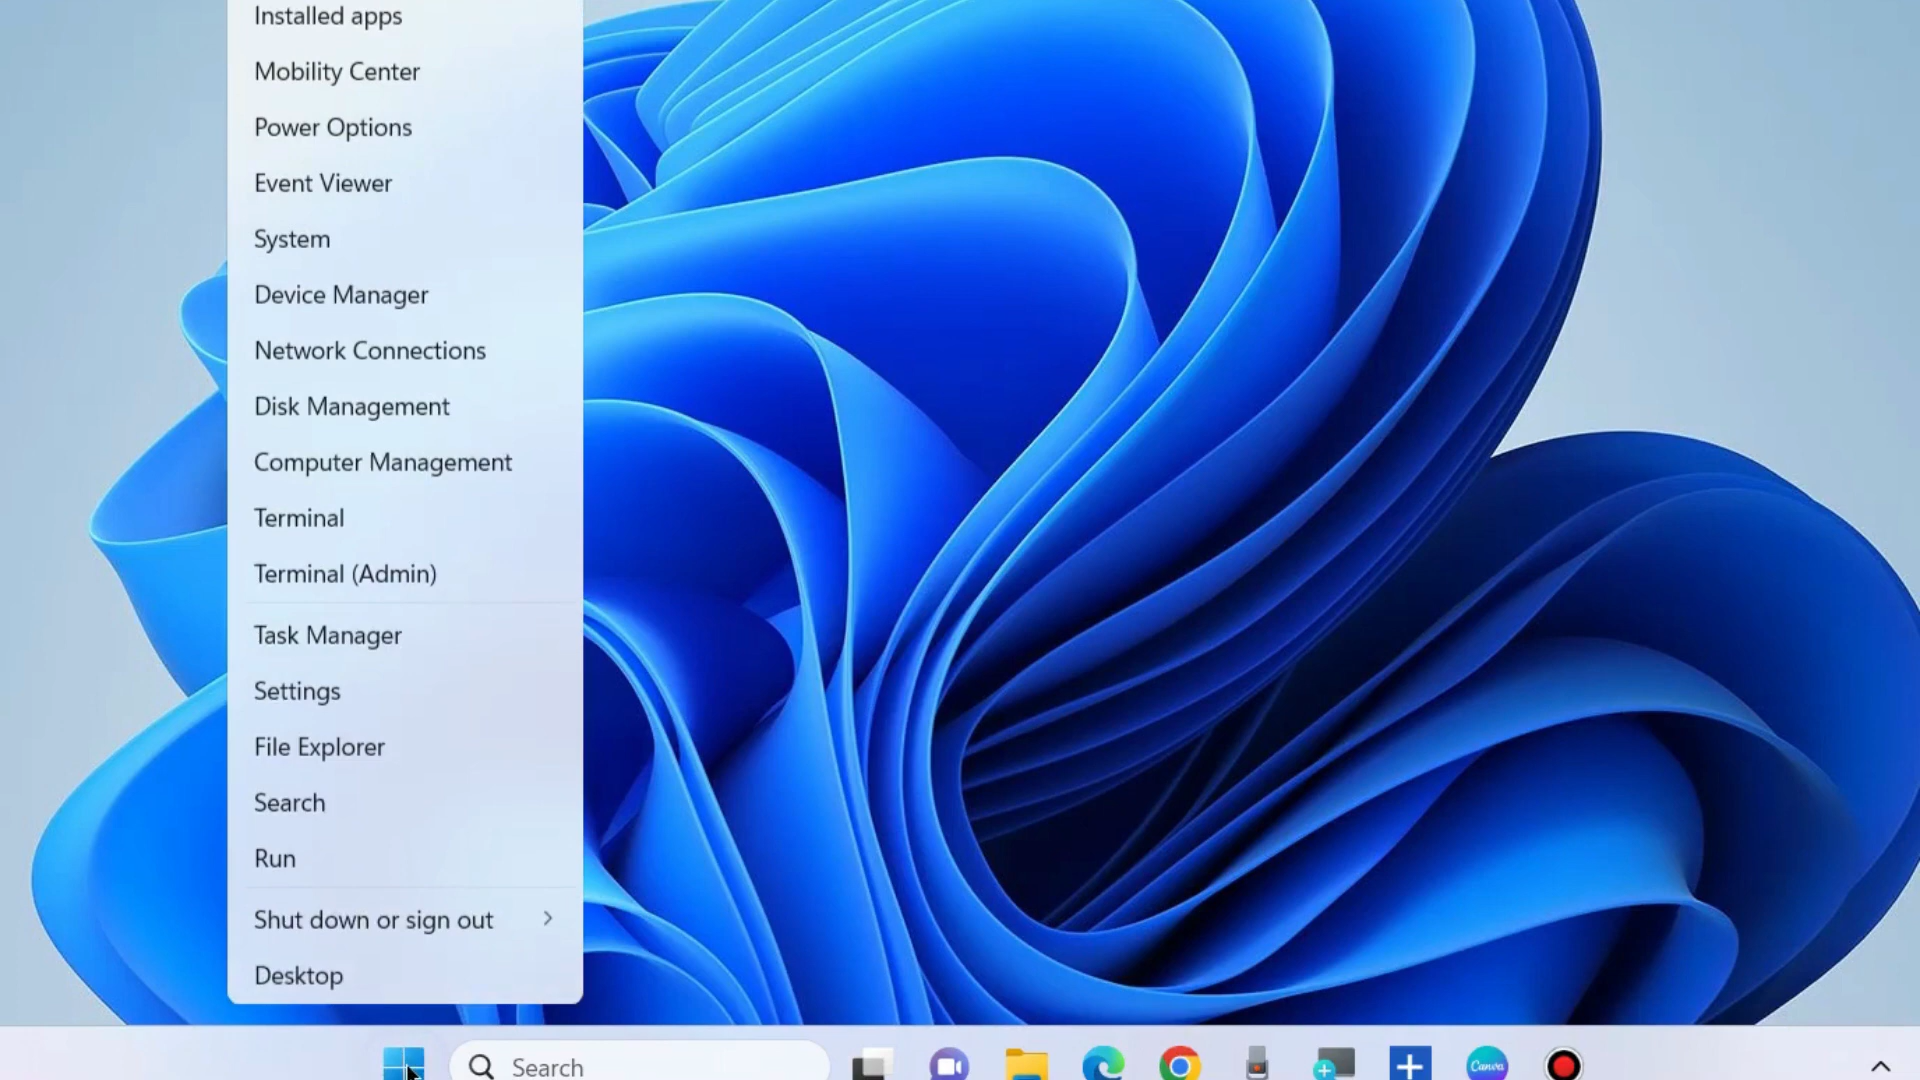 Installed apps
Mobility Center
Power Options
Event Viewer
System
Device Manager
Network Connections
Disk Management
Computer Management
Terminal
Terminal (Admin)
Task Manager
Settings
File Explorer
Search
Run
Shut down or sign out
Desktop
Search
Canva